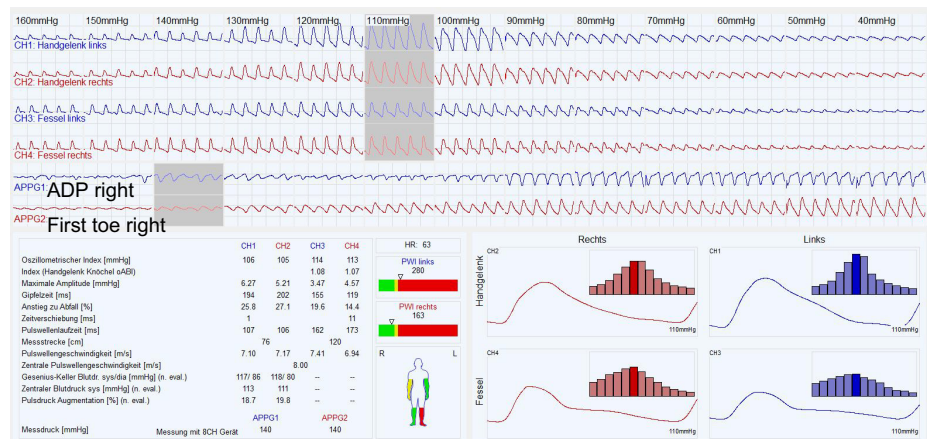 160mmHg 150mmHg 140mmHg 130mmHg 120mmHg 110mmHg 100mmHg 90mmHg 80mmHg 70mmHg 60mmHg 50mmHg 40mmHg
CH1: Handgelenk links
CH2: Handgelenk rechts
CH3: Fessel links
CH4: Fessel rechts
APPG1: ADP right
APPG2: First toe right
CH1 CH2 CH3 CH4
Oszillometrischer Index [mmHg] 106 105 114 113
Index (Handgelenk Knöchel oABI) 1.08 1.07
Maximale Amplitude [mmHg] 6.27 5.21 3.47 4.57
Gipfelzeit [ms] 194 202 155 119
Anstieg zu Abfall [%] 25.8 27.1 19.6 14.4
Zeitverschiebung [ms] 1 11
Pulswellenlaufzeit [ms] 107 106 162 173
Messstrecke [cm] 76 120
Pulswellengeschwindigkeit [m/s] 7.10 7.17 7.41 6.94
Zentrale Pulswellengeschwindigkeit [m/s] 8.00
Gesenius-Keller Blutdr. sys/dia [mmHg] (n. eval.) 117/ 86 118/ 80 -- --
Zentraler Blutdruck sys [mmHg] (n. eval.) 113 111 -- --
Pulsdruck Augmentation [%] (n. eval.) 18.7 19.8 -- --
APPG1 APPG2
Messdruck [mmHg] Messung mit 8CH Gerät 140 140
HR: 63
PWI links
280
PWI rechts
163
R L
Rechts Links
Handgelenk
CH2
110mmHg
CH1
110mmHg
Fessel
CH4
110mmHg
CH3
110mmHg